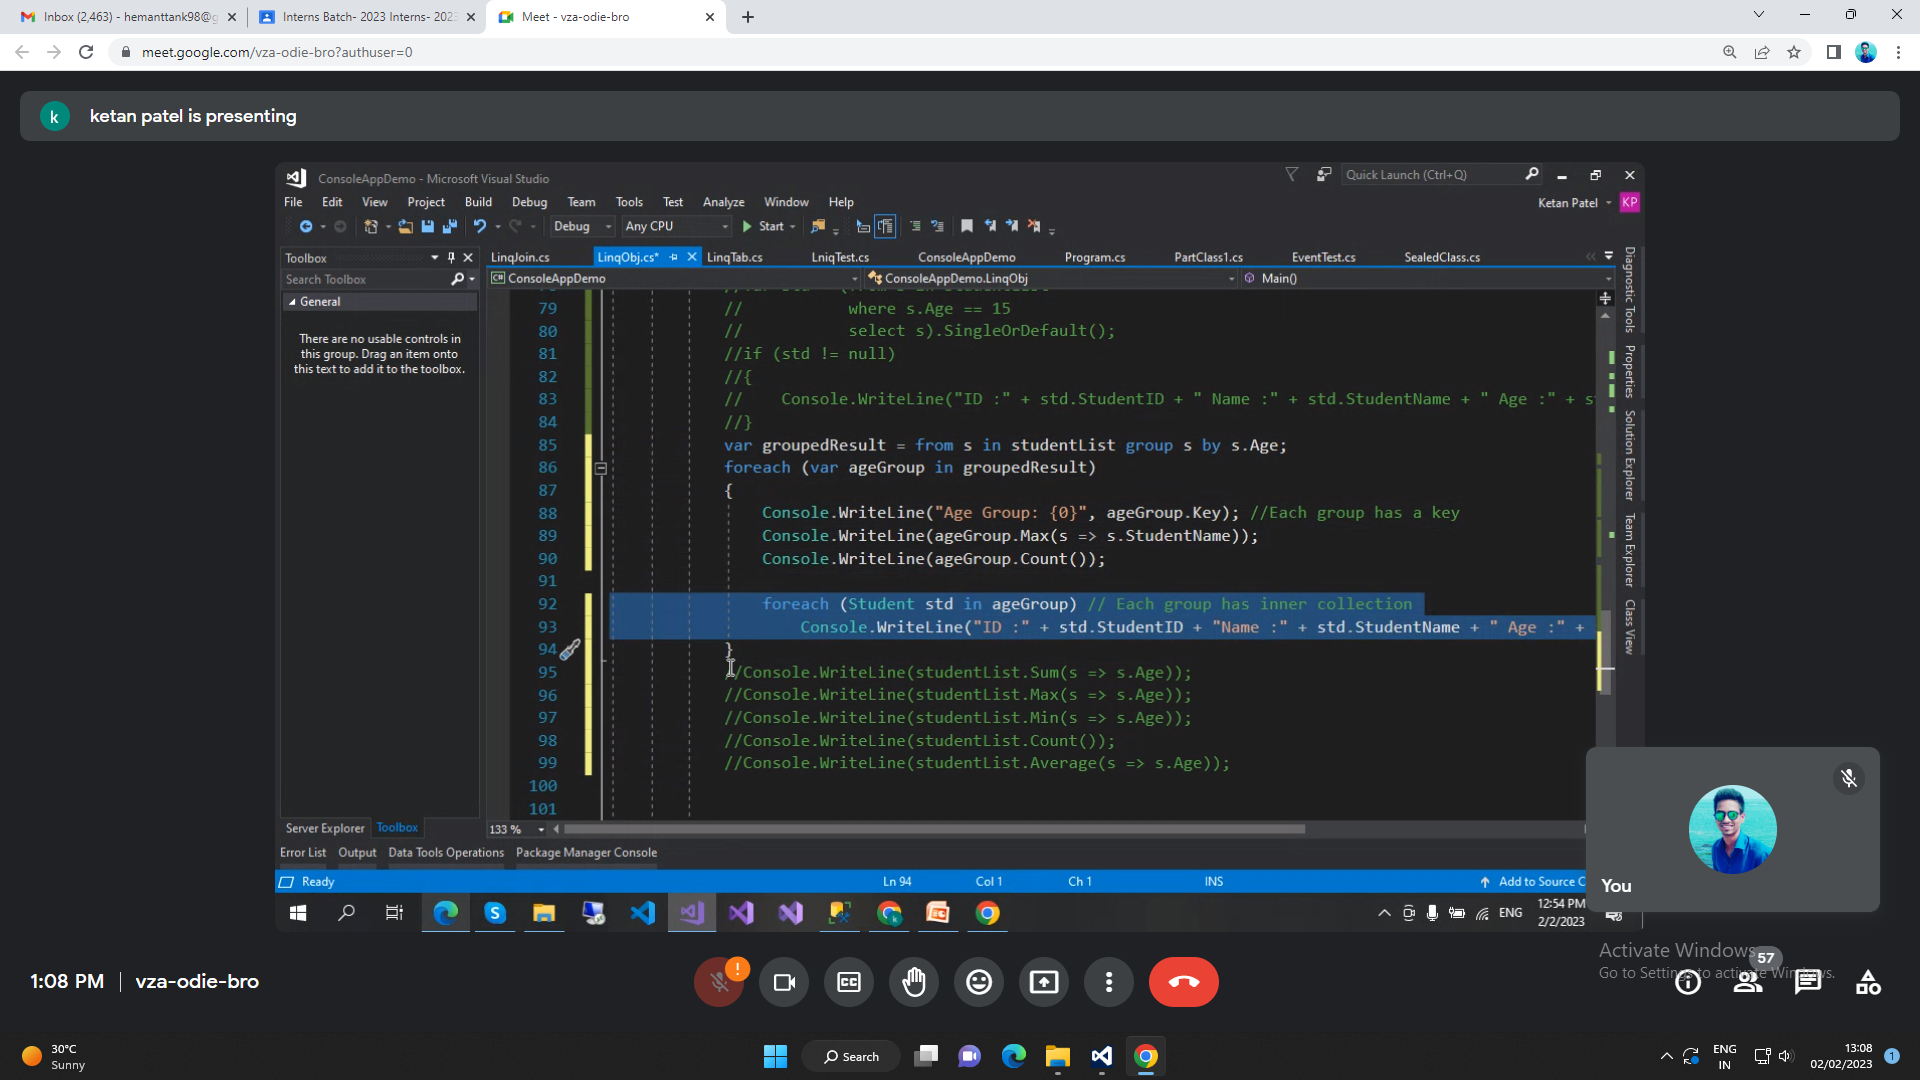 Inbox (2,463) - hemanttank98@g
Interns Batch- 2023 Interns- 202
Meet - vza-odie-bro
meet.google.com/vza-odie-bro?authuser=0
k
ketan patel is presenting
ConsoleAppDemo - Microsoft Visual Studio
Quick Launch (Ctrl+Q)
File Edit View Project Build Debug Team Tools Test Analyze Window Help
Ketan Patel KP
Debug Any CPU Start
Toolbox
LinqJoin.cs LinqObj.cs* LinqTab.cs LniqTest.cs ConsoleAppDemo Program.cs PartClass1.cs EventTest.cs SealedClass.cs
Search Toolbox
ConsoleAppDemo ConsoleAppDemo.LinqObj Main()
General
There are no usable controls in
this group. Drag an item onto
this text to add it to the toolbox.
79 // where s.Age == 15
80 // select s).SingleOrDefault();
81 //if (std != null)
82 //{
83 // Console.WriteLine("ID :" + std.StudentID + " Name :" + std.StudentName + " Age :" + s
84 //}
85 var groupedResult = from s in studentList group s by s.Age;
86 foreach (var ageGroup in groupedResult)
87 {
88 Console.WriteLine("Age Group: {0}", ageGroup.Key); //Each group has a key
89 Console.WriteLine(ageGroup.Max(s => s.StudentName));
90 Console.WriteLine(ageGroup.Count());
91
92 foreach (Student std in ageGroup) // Each group has inner collection
93 Console.WriteLine("ID :" + std.StudentID + "Name :" + std.StudentName + " Age :" +
94 }
95 //Console.WriteLine(studentList.Sum(s => s.Age));
96 //Console.WriteLine(studentList.Max(s => s.Age));
97 //Console.WriteLine(studentList.Min(s => s.Age));
98 //Console.WriteLine(studentList.Count());
99 //Console.WriteLine(studentList.Average(s => s.Age));
100
101
Diagnostic Tools
Properties
Solution Explorer
Team Explorer
Class View
Server Explorer Toolbox
133 %
Error List Output Data Tools Operations Package Manager Console
Ready Ln 94 Col 1 Ch 1 INS Add to Source C
You
ENG
12:54 PM
2/2/2023
Activate Windows
Go to Settings to activate Windows.
57
1:08 PM vza-odie-bro
30°C
Sunny
Search
ENG
IN
13:08
02/02/2023
1